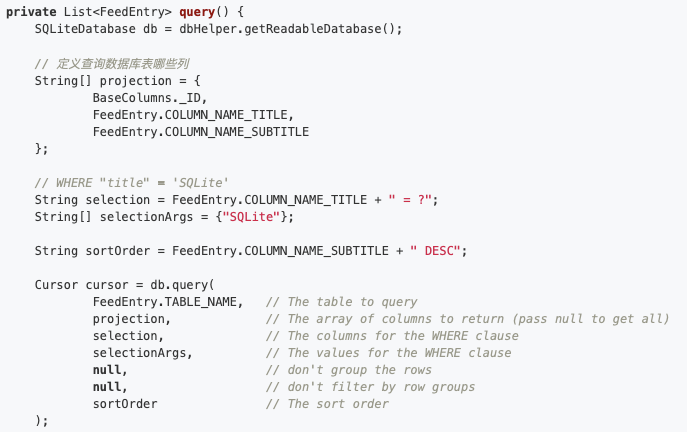 private List<FeedEntry> query() {
    SQLiteDatabase db = dbHelper.getReadableDatabase();

    // 定义查询数据库表哪些列
    String[] projection = {
            BaseColumns._ID,
            FeedEntry.COLUMN_NAME_TITLE,
            FeedEntry.COLUMN_NAME_SUBTITLE
    };

    // WHERE "title" = 'SQLite'
    String selection = FeedEntry.COLUMN_NAME_TITLE + " = ?";
    String[] selectionArgs = {"SQLite"};

    String sortOrder = FeedEntry.COLUMN_NAME_SUBTITLE + " DESC";

    Cursor cursor = db.query(
            FeedEntry.TABLE_NAME,   // The table to query
            projection,             // The array of columns to return (pass null to get all)
            selection,              // The columns for the WHERE clause
            selectionArgs,          // The values for the WHERE clause
            null,                   // don't group the rows
            null,                   // don't filter by row groups
            sortOrder               // The sort order
    );